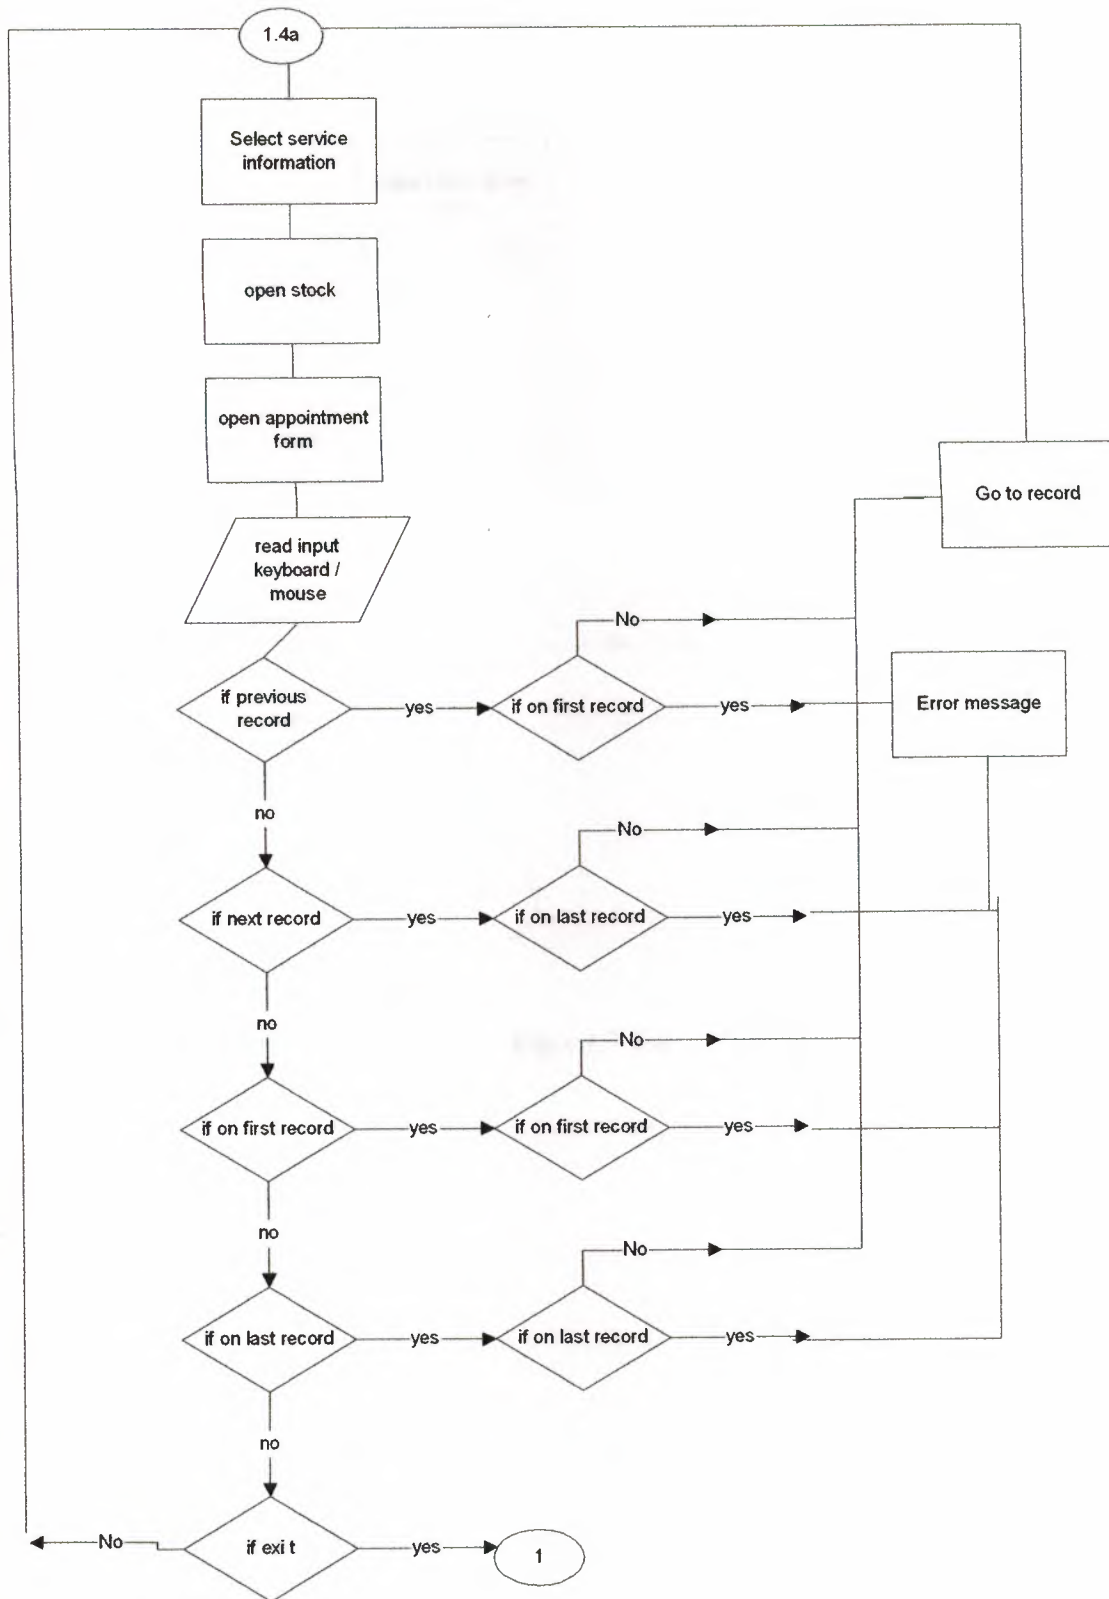 1.4a
Select service
information
open stock
open appointment
form
Go to record
read input
keyboard /
mouse
No
if previous
record
yes
if on first record
yes
Error message
no
No
if next record
yes
if on last record
yes
no
No
if on first record
yes
if on first record
yes
no
No
if on last record
yes
if on last record
yes
no
No
if exi t
yes
1